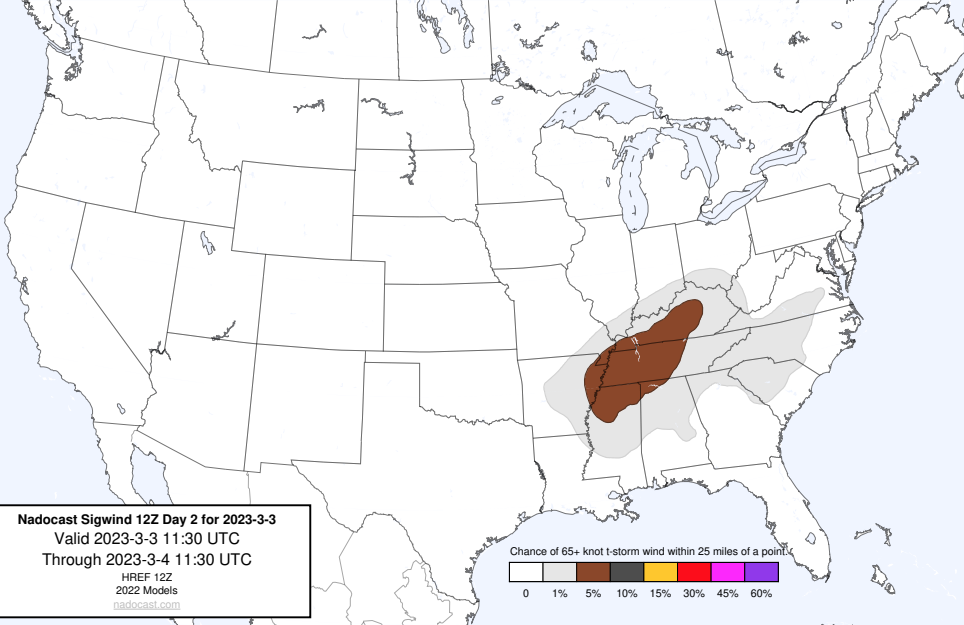 Nadocast Sigwind 12Z Day 2 for 2023-3-3
Valid 2023-3-3 11:30 UTC
Through 2023-3-4 11:30 UTC
HREF 12Z
2022 Models
nadocast.com
Chance of 65+ knot t-storm wind within 25 miles of a point.
0 1% 5% 10% 15% 30% 45% 60%